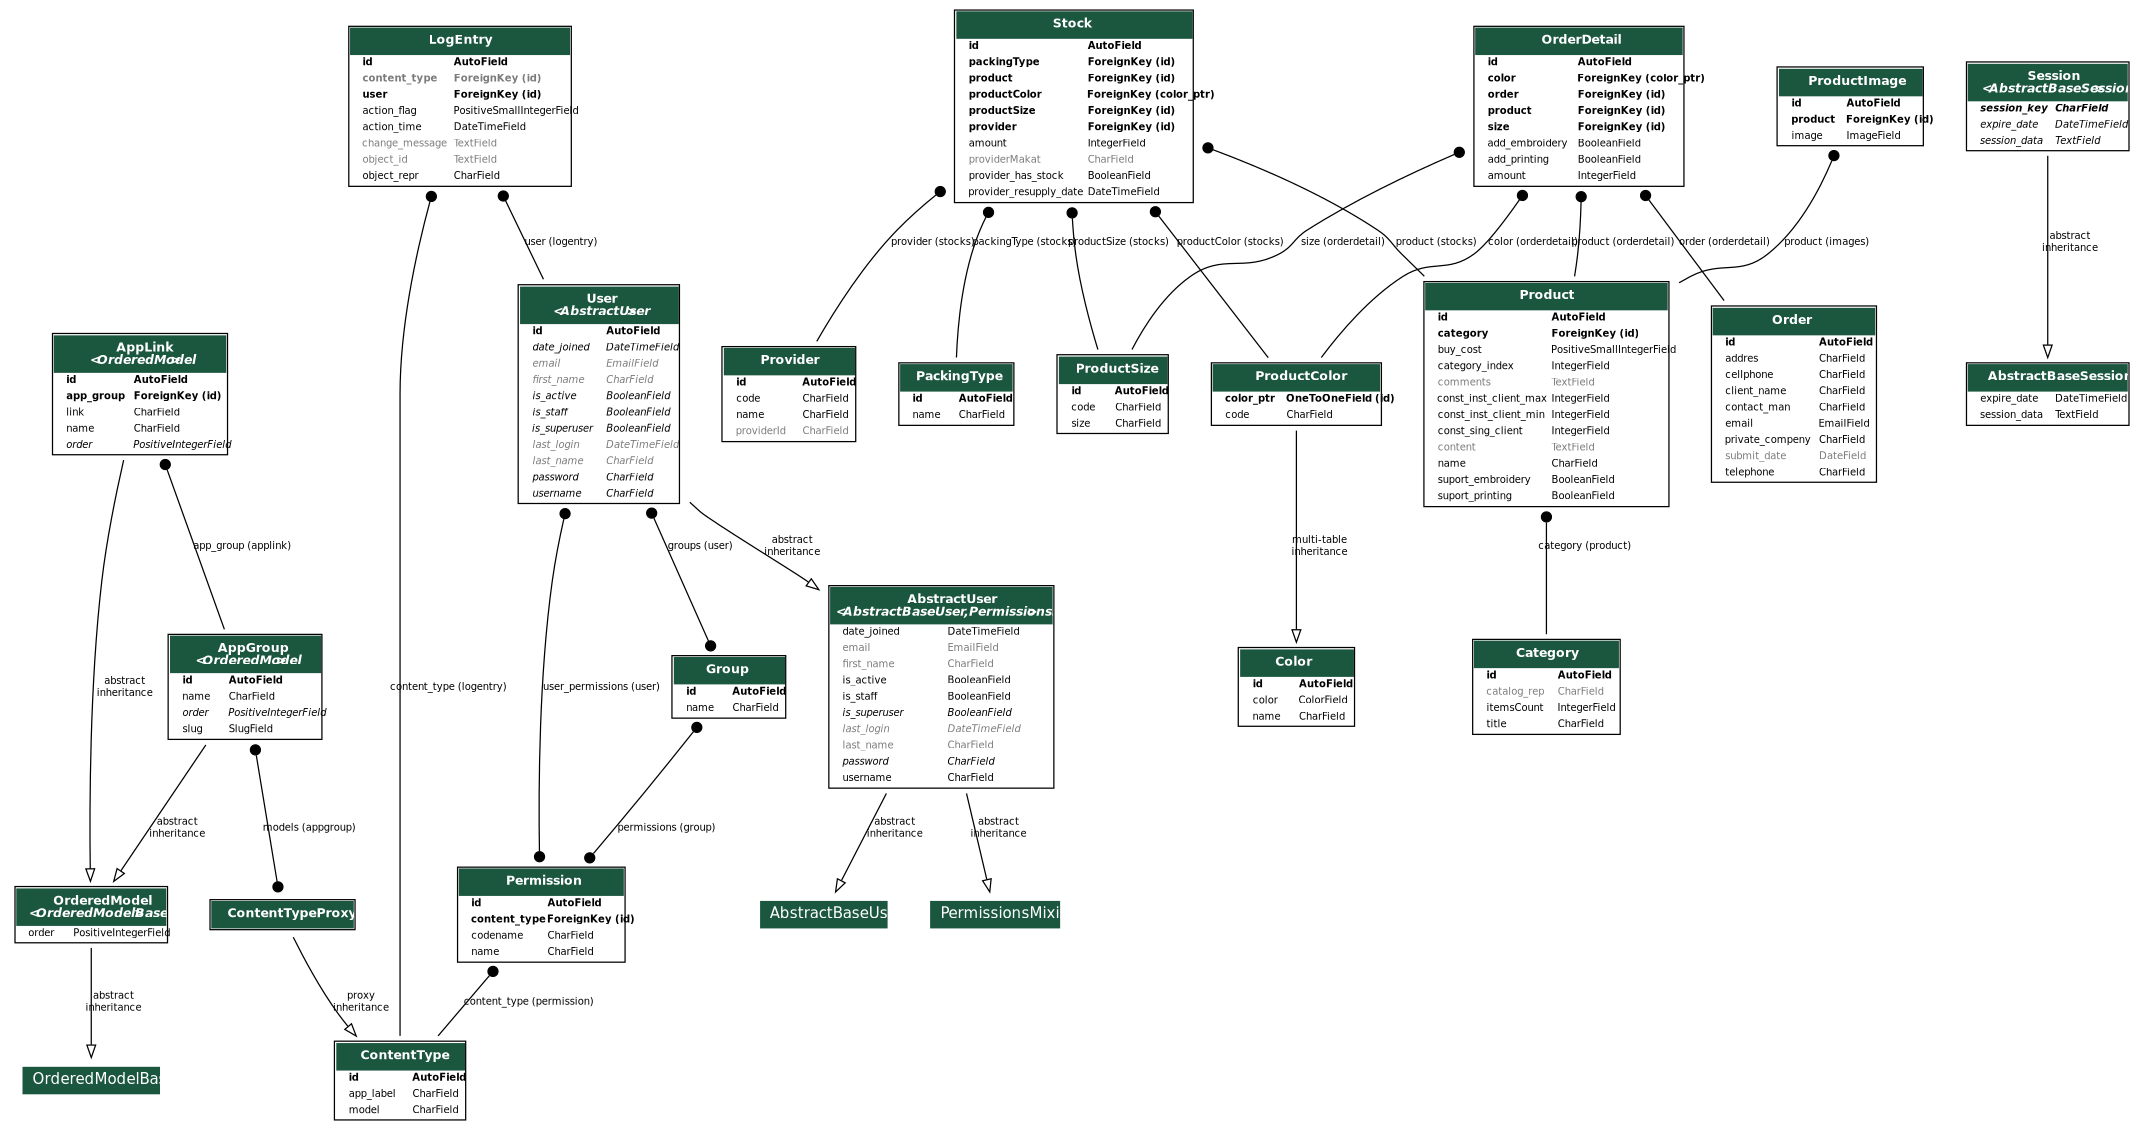 Stock
id AutoField
packingType ForeignKey (id)
product ForeignKey (id)
productColor ForeignKey (color_ptr)
productSize ForeignKey (id)
provider ForeignKey (id)
amount IntegerField
providerMakat CharField
provider_has_stock BooleanField
provider_resupply_date DateTimeField
LogEntry
id AutoField
content_type ForeignKey (id)
user ForeignKey (id)
action_flag PositiveSmallIntegerField
action_time DateTimeField
change_message TextField
object_id TextField
object_repr CharField
OrderDetail
id AutoField
color ForeignKey (color_ptr)
order ForeignKey (id)
product ForeignKey (id)
size ForeignKey (id)
add_embroidery BooleanField
add_printing BooleanField
amount IntegerField
ProductImage
id AutoField
product ForeignKey (id)
image ImageField
Session
<AbstractBaseSession
session_key CharField
expire_date DateTimeField
session_data TextField
user (logentry)
provider (stocks)
packingType (stocks)
productSize (stocks)
productColor (stocks)
size (orderdetail)
product (stocks)
color (orderdetail)
product (orderdetail)
order (orderdetail)
product (images)
abstract
inheritance
User
<AbstractUser>
id AutoField
date_joined DateTimeField
email EmailField
first_name CharField
is_active BooleanField
is_staff BooleanField
is_superuser BooleanField
last_login DateTimeField
last_name CharField
password CharField
username CharField
AppLink
<OrderedModel>
id AutoField
app_group ForeignKey (id)
link CharField
name CharField
order PositiveIntegerField
Provider
id AutoField
code CharField
name CharField
providerId CharField
PackingType
id AutoField
name CharField
ProductSize
id AutoField
code CharField
size CharField
ProductColor
color_ptr OneToOneField (id)
code CharField
Product
id AutoField
category ForeignKey (id)
buy_cost PositiveSmallIntegerField
category_index IntegerField
comments TextField
const_inst_client_max IntegerField
const_inst_client_min IntegerField
const_sing_client IntegerField
content TextField
name CharField
suport_embroidery BooleanField
suport_printing BooleanField
Order
id AutoField
addres CharField
cellphone CharField
client_name CharField
contact_man CharField
email EmailField
private_compeny CharField
submit_date DateField
telephone CharField
AbstractBaseSession
expire_date DateTimeField
session_data TextField
app_group (applink)
groups (user)
abstract
inheritance
multi-table
inheritance
category (product)
AbstractUser
<AbstractBaseUser,Permissions
date_joined DateTimeField
email EmailField
first_name CharField
is_active BooleanField
is_staff BooleanField
is_superuser BooleanField
last_login DateTimeField
last_name CharField
password CharField
username CharField
AppGroup
<OrderedModel>
id AutoField
name CharField
order PositiveIntegerField
slug SlugField
abstract
inheritance
content_type (logentry)
user_permissions (user)
Group
id AutoField
name CharField
Color
id AutoField
color ColorField
name CharField
Category
id AutoField
catalog_rep CharField
itemsCount IntegerField
title CharField
abstract
inheritance
models (appgroup)
permissions (group)
abstract
inheritance
abstract
inheritance
OrderedModel
<OrderedModelBase
order PositiveIntegerField
ContentTypeProxy
Permission
id AutoField
content_type ForeignKey (id)
codename CharField
name CharField
AbstractBaseUs
PermissionsMixi
abstract
inheritance
proxy
inheritance
content_type (permission)
OrderedModelBas
ContentType
id AutoField
app_label CharField
model CharField